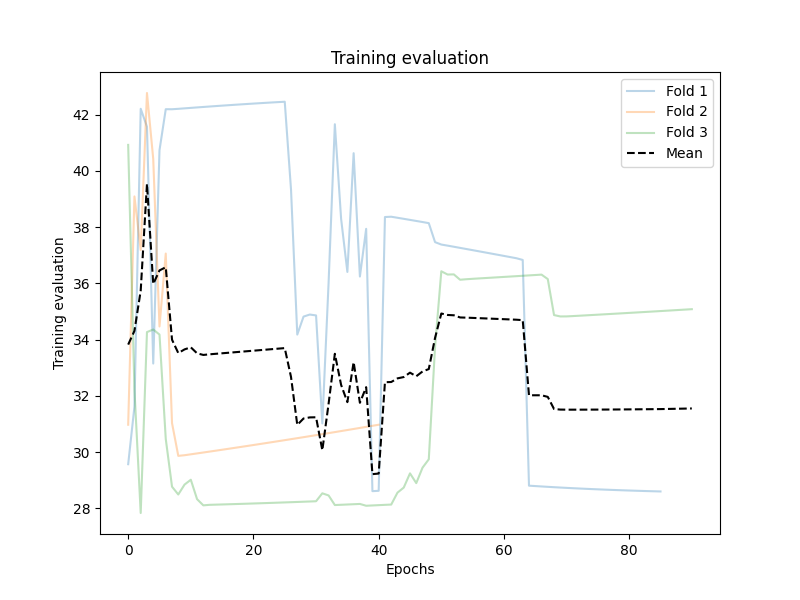 Training evaluation
Fold 1
Fold 2
Fold 3
Mean
Training evaluation
42
40
38
36
34
32
30
28
0 20 40 60 80
Epochs